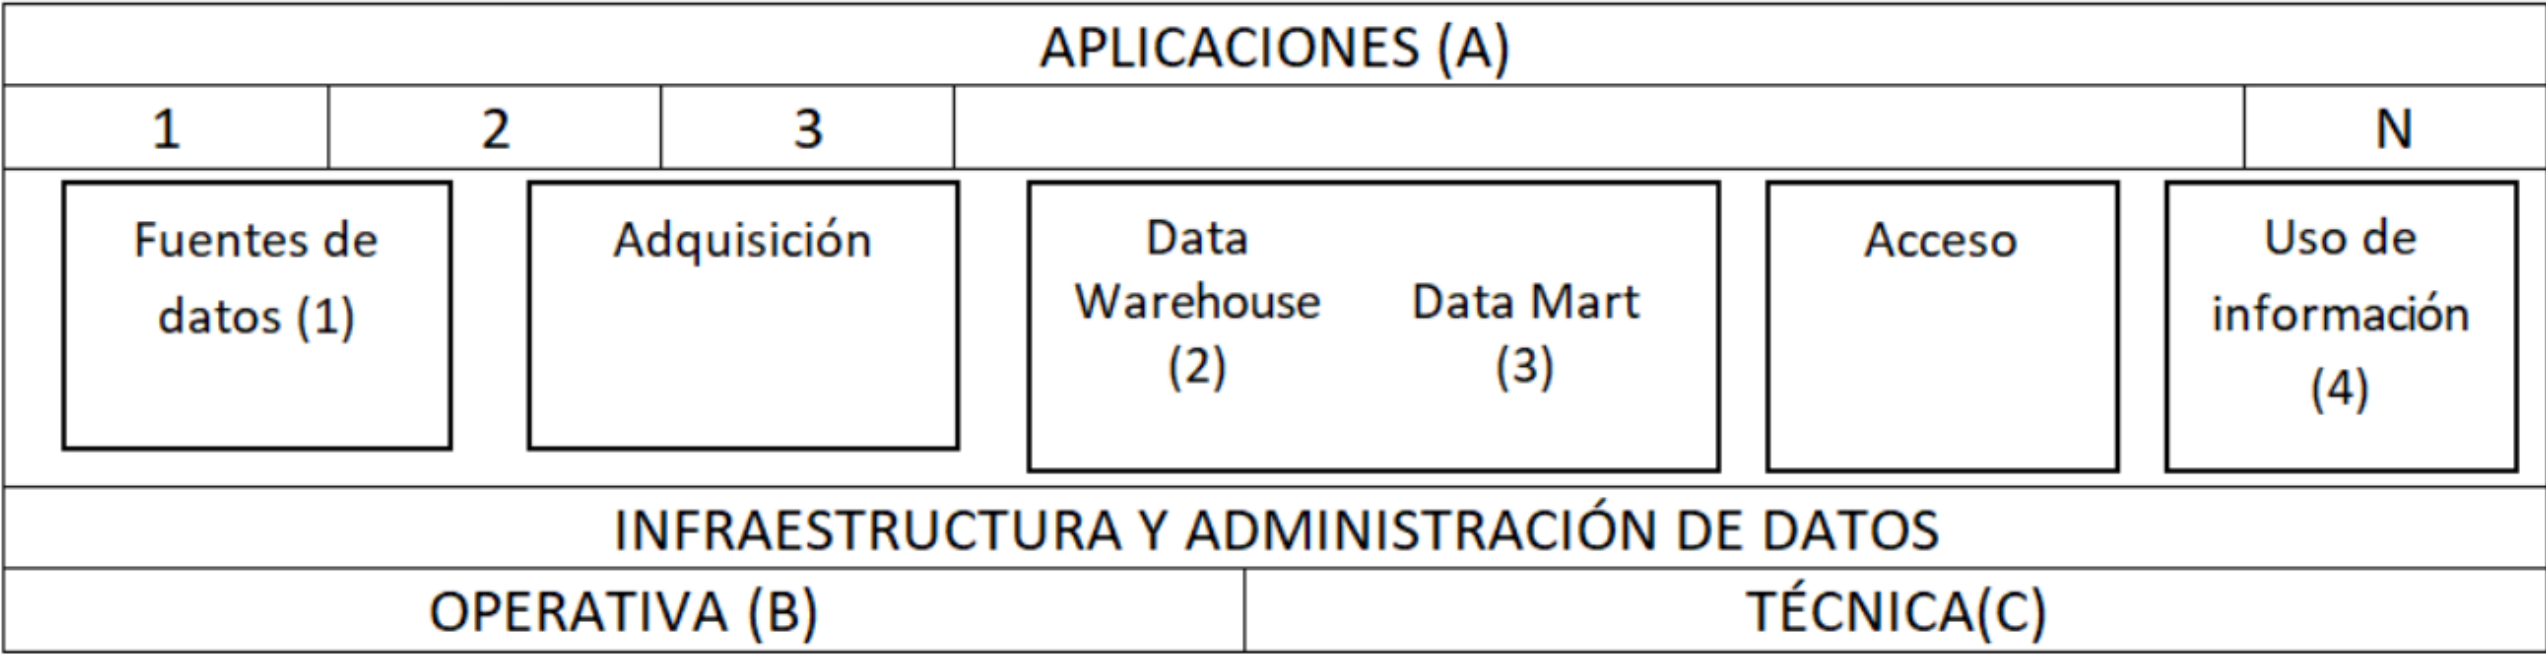 APLICACIONES (A)
1 2 3 N
Fuentes de
datos (1)
Adquisición
Data
Warehouse
(2)
Data Mart
(3)
Acceso
Uso de
información
(4)
INFRAESTRUCTURA Y ADMINISTRACIÓN DE DATOS
OPERATIVA (B) TÉCNICA(C)